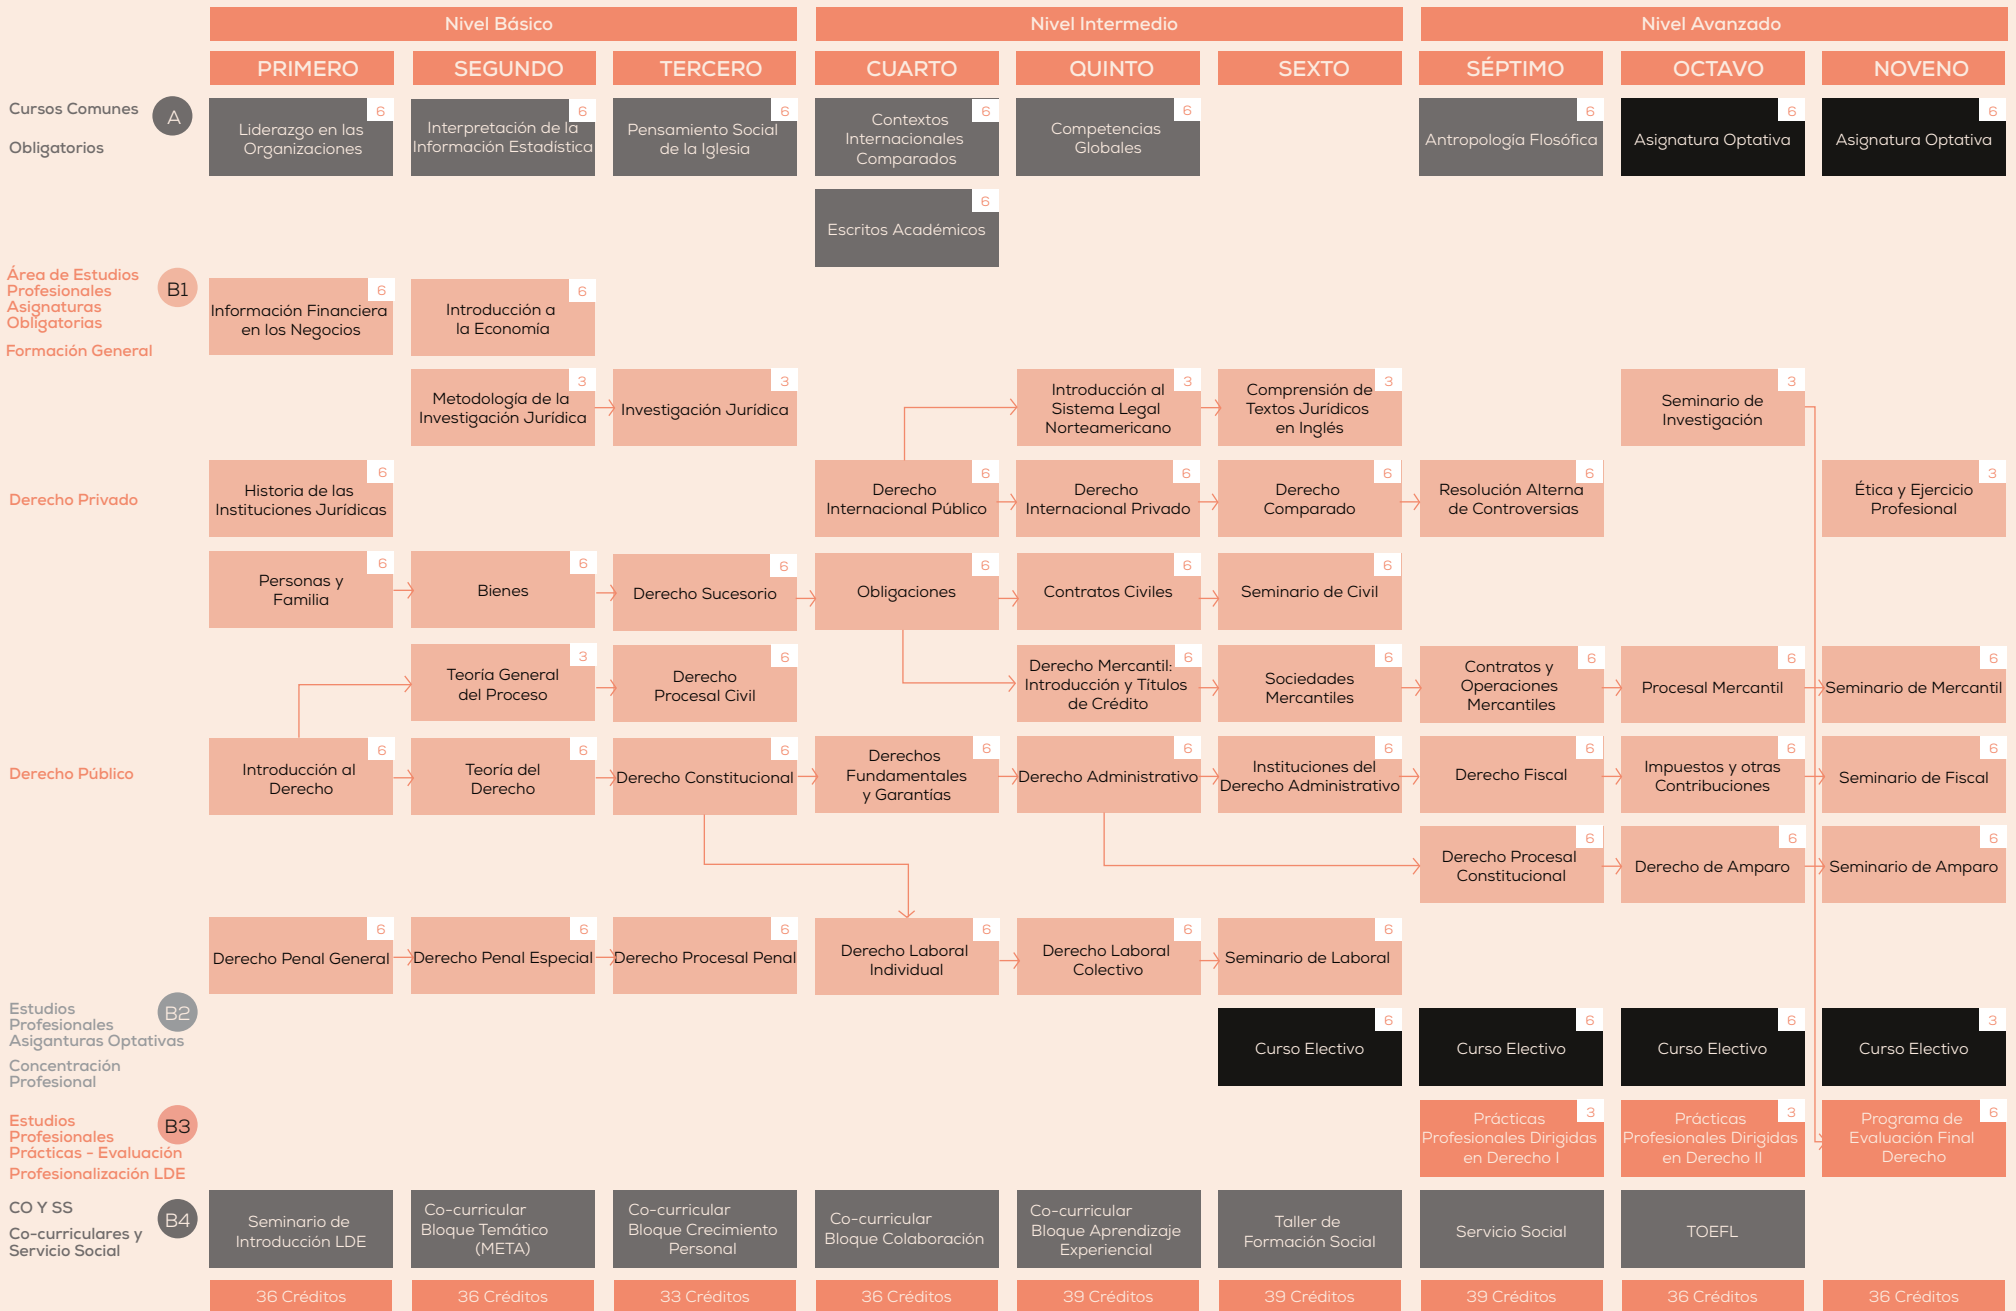 Nivel Básico
Nivel Intermedio
Nivel Avanzado
PRIMERO
SEGUNDO
TERCERO
CUARTO
QUINTO
SEXTO
SÉPTIMO
OCTAVO
NOVENO
Cursos Comunes
Obligatorios
A
6
Liderazgo en las
Organizaciones
6
Interpretación de la
Información Estadística
6
Pensamiento Social
de la Iglesia
6
Contextos
Internacionales
Comparados
6
Competencias
Globales
6
Antropología Flosófica
6
Asignatura Optativa
6
Asignatura Optativa
6
Escritos Académicos
Área de Estudios
Profesionales
Asignaturas
Obligatorias
Formación General
B1
6
Información Financiera
en los Negocios
6
Introducción a
la Economía
3
Metodología de la
Investigación Jurídica
3
Investigación Jurídica
3
Introducción al
Sistema Legal
Norteamericano
3
Comprensión de
Textos Jurídicos
en Inglés
3
Seminario de
Investigación
Derecho Privado
6
Historia de las
Instituciones Jurídicas
6
Derecho
Internacional Público
6
Derecho
Internacional Privado
6
Derecho
Comparado
6
Resolución Alterna
de Controversias
3
Ética y Ejercicio
Profesional
6
Personas y
Familia
6
Bienes
6
Derecho Sucesorio
6
Obligaciones
6
Contratos Civiles
6
Seminario de Civil
3
Teoría General
del Proceso
6
Derecho
Procesal Civil
6
Derecho Mercantil:
Introducción y Títulos
de Crédito
6
Sociedades
Mercantiles
6
Contratos y
Operaciones
Mercantiles
6
Procesal Mercantil
6
Seminario de Mercantil
Derecho Público
6
Introducción al
Derecho
6
Teoría del
Derecho
6
Derecho Constitucional
6
Derechos
Fundamentales
y Garantías
6
Derecho Administrativo
6
Instituciones del
Derecho Administrativo
6
Derecho Fiscal
6
Impuestos y otras
Contribuciones
6
Seminario de Fiscal
6
Derecho Procesal
Constitucional
6
Derecho de Amparo
6
Seminario de Amparo
6
Derecho Penal General
6
Derecho Penal Especial
6
Derecho Procesal Penal
6
Derecho Laboral
Individual
6
Derecho Laboral
Colectivo
6
Seminario de Laboral
Estudios
Profesionales
Asiganturas Optativas
Concentración
Profesional
B2
6
Curso Electivo
6
Curso Electivo
6
Curso Electivo
3
Curso Electivo
Estudios
Profesionales
Prácticas - Evaluación
Profesionalización LDE
B3
3
Prácticas
Profesionales Dirigidas
en Derecho I
3
Prácticas
Profesionales Dirigidas
en Derecho II
6
Programa de
Evaluación Final
Derecho
CO Y SS
Co-curriculares y
Servicio Social
B4
Seminario de
Introducción LDE
Co-curricular
Bloque Temático
(META)
Co-curricular
Bloque Crecimiento
Personal
Co-curricular
Bloque Colaboración
Co-curricular
Bloque Aprendizaje
Experiencial
Taller de
Formación Social
Servicio Social
TOEFL
36 Créditos
36 Créditos
33 Créditos
36 Créditos
39 Créditos
39 Créditos
39 Créditos
36 Créditos
36 Créditos